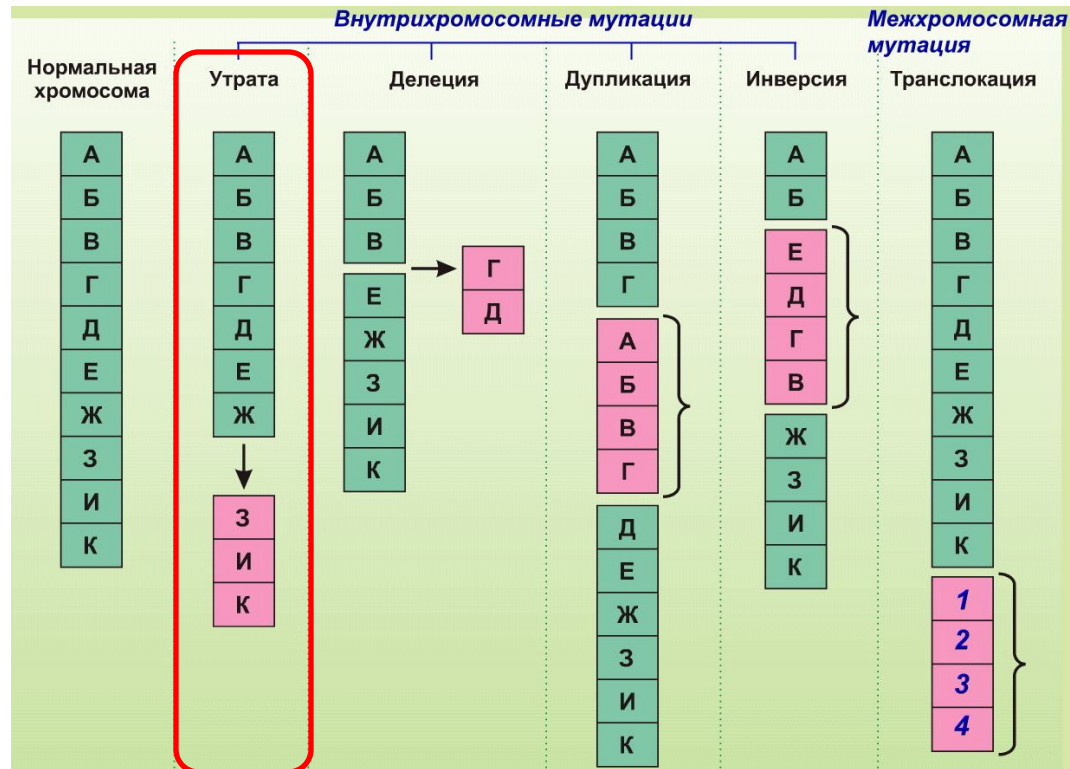 Внутрихромосомные мутации
Межхромосомная
мутация
Нормальная
хромосома
А
Б
В
Г
Д
Е
Ж
З
И
К
Утрата
А
Б
В
Г
Д
Е
Ж
З
И
К
Делеция
А
Б
В
Е
Ж
З
И
К
Г
Д
Дупликация
А
Б
В
Г
А
Б
В
Г
Д
Е
Ж
З
И
К
Инверсия
А
Б
Е
Д
Г
В
Ж
З
И
К
Транслокация
А
Б
В
Г
Д
Е
Ж
З
И
К
1
2
3
4